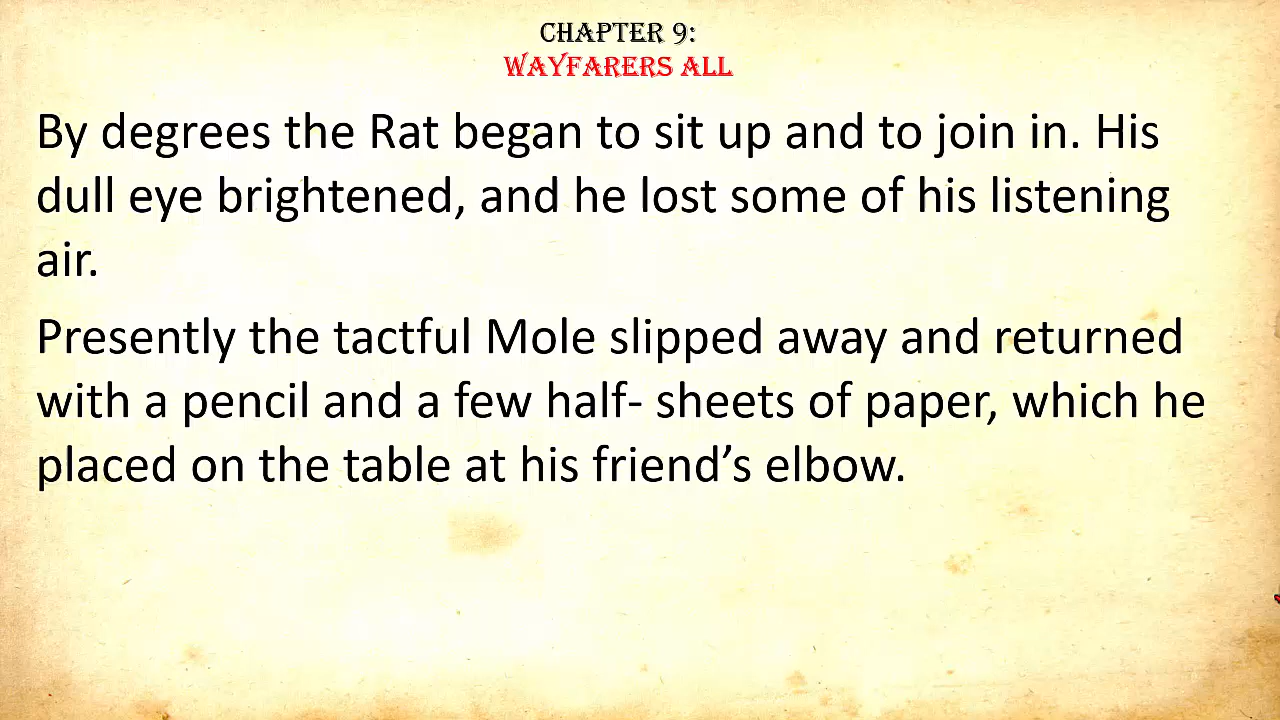 CHAPTER 9:
WAYFARERS ALL
By degrees the Rat began to sit up and to join in. His
dull eye brightened, and he lost some of his listening
air.
Presently the tactful Mole slipped away and returned
with a pencil and a few half- sheets of paper, which he
placed on the table at his friend’s elbow.